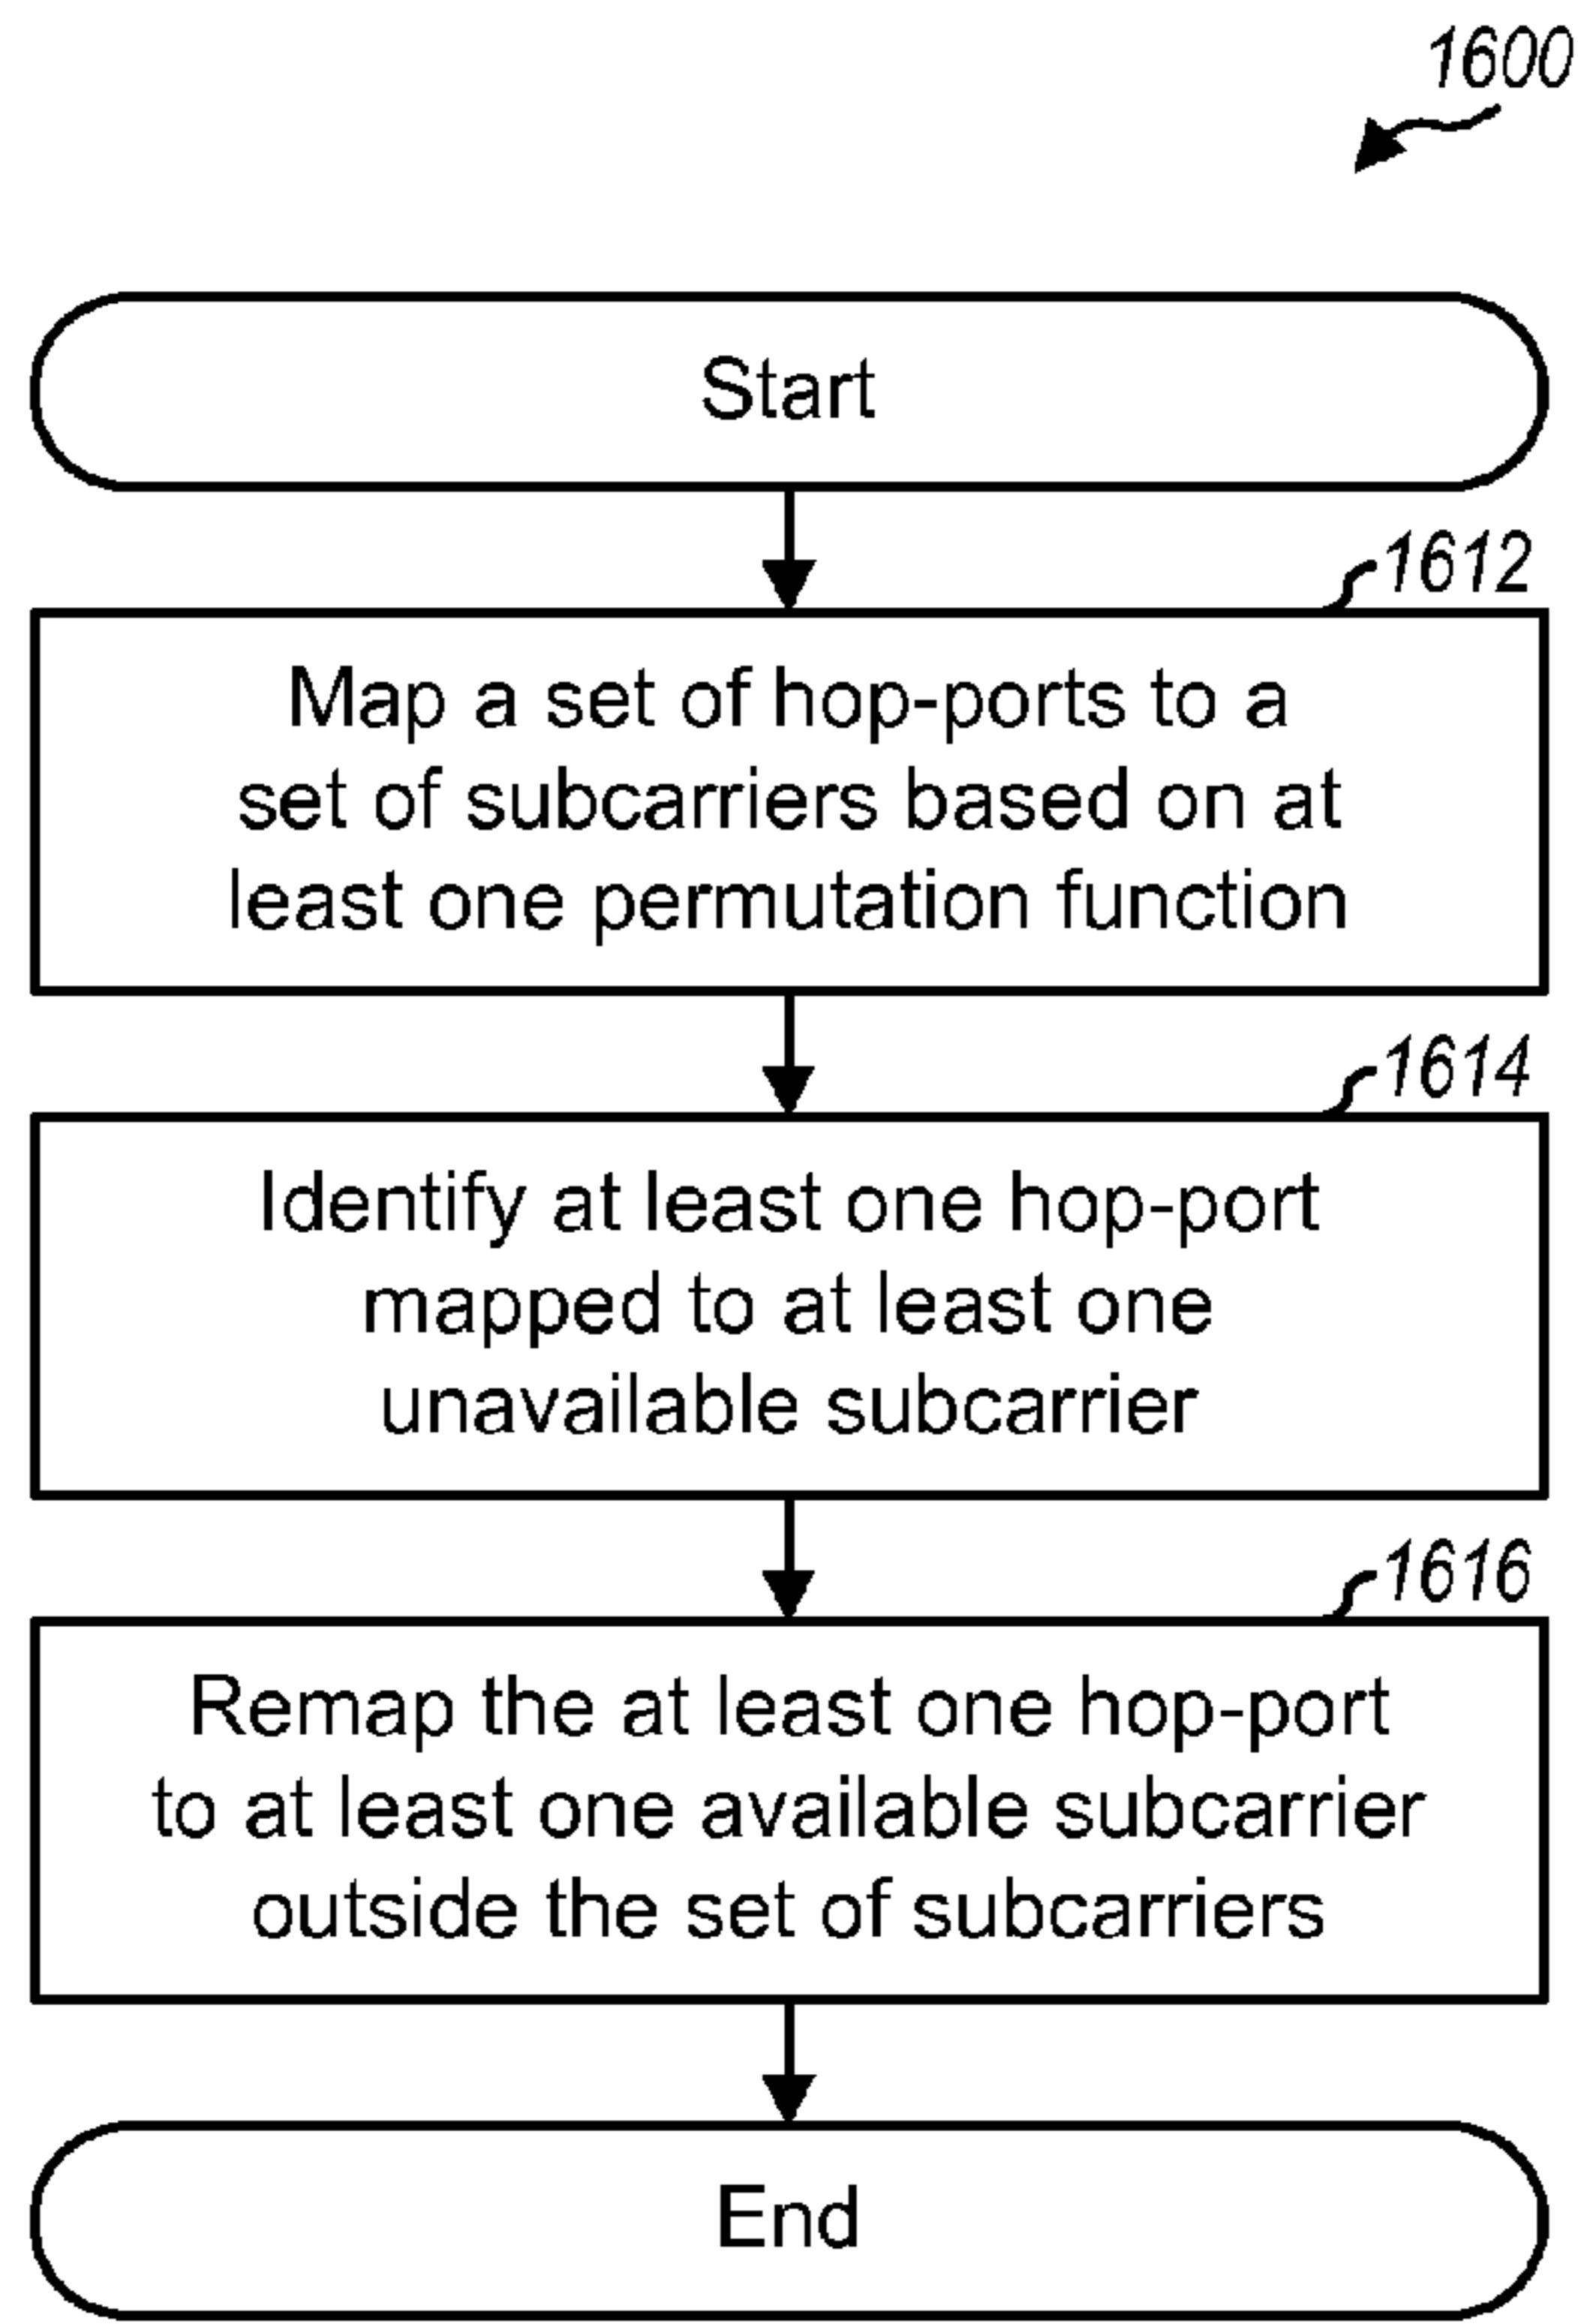 1600
Start
1612
Map a set of hop-ports to a
set of subcarriers based on at
least one permutation function
1614
Identify at least one hop-port
mapped to at least one
unavailable subcarrier
1616
Remap the at least one hop-port
to at least one available subcarrier
outside the set of subcarriers
End